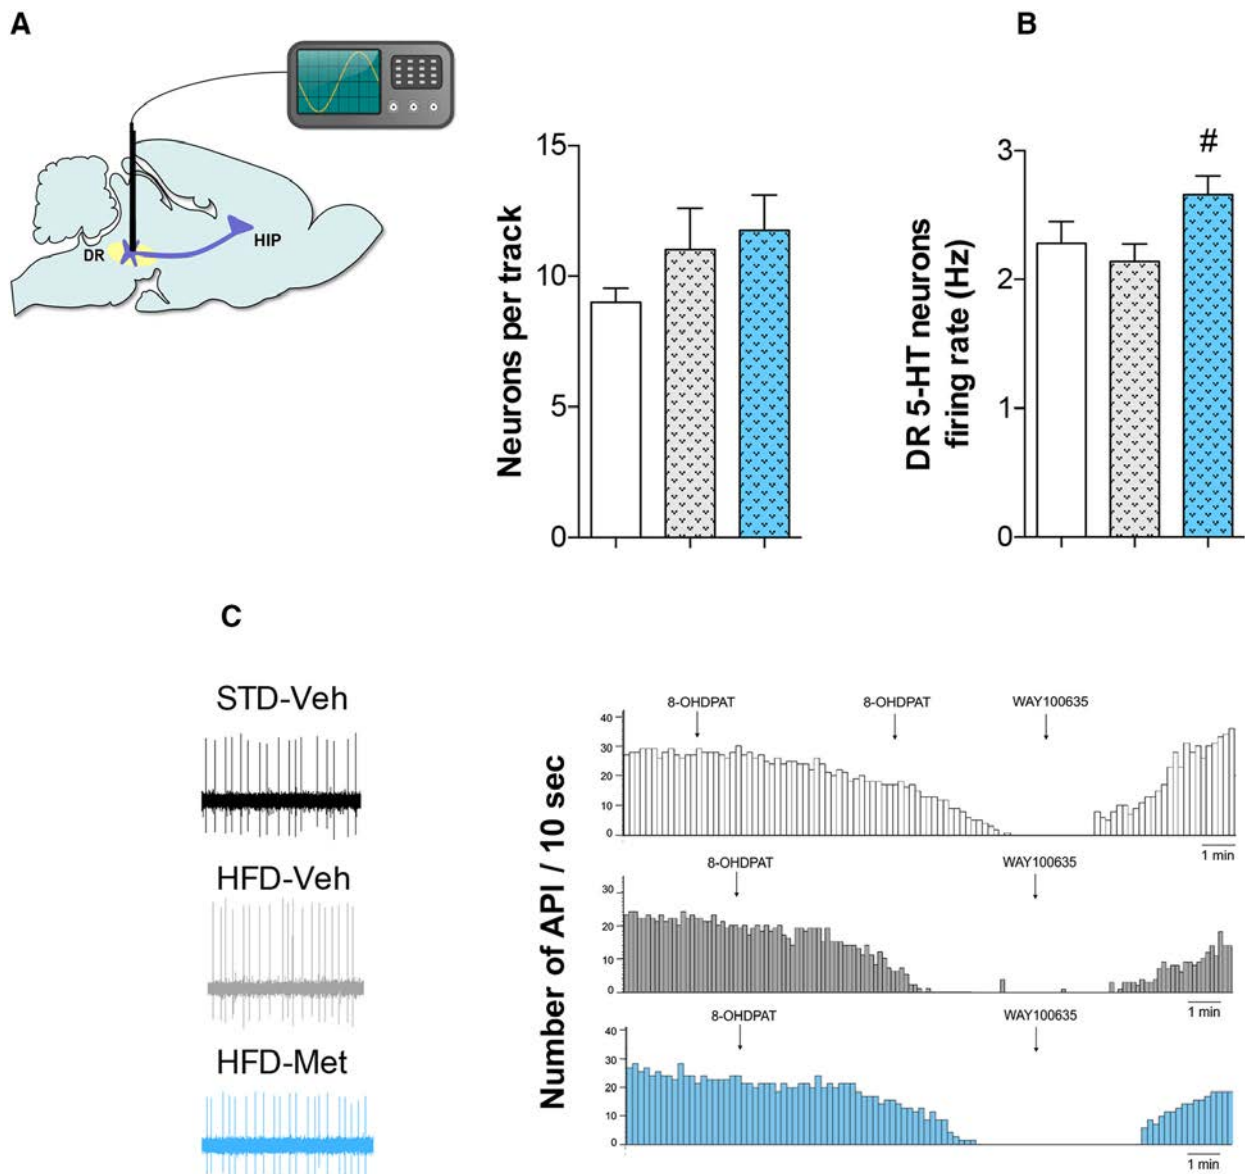 A
B
DR
HIP
Neurons per track
15
10
5
0
DR 5-HT neurons
firing rate (Hz)
3
2
1
0
#
C
STD-Veh
HFD-Veh
HFD-Met
Number of API / 10 sec
8-OHDPAT 8-OHDPAT WAY100635
40
30
20
10
0
1 min
8-OHDPAT WAY100635
30
20
10
0
1 min
8-OHDPAT WAY100635
40
30
20
10
0
1 min